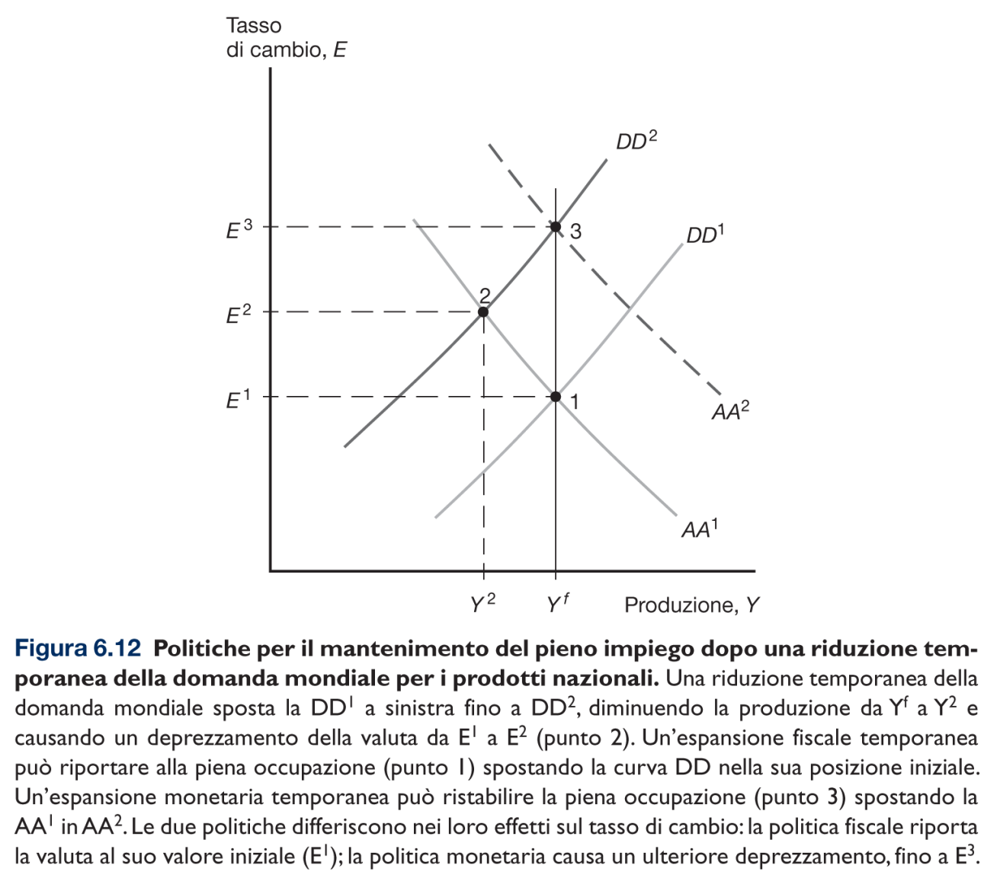 Tasso
di cambio, E
DD²
E³
3
DD¹
2
E²
E¹
1
AA²
AA¹
Y²
Yᶠ
Produzione, Y
Figura 6.12 Politiche per il mantenimento del pieno impiego dopo una riduzione tem-
poranea della domanda mondiale per i prodotti nazionali. Una riduzione temporanea della
domanda mondiale sposta la DD¹ a sinistra fino a DD², diminuendo la produzione da Yᶠ a Y² e
causando un deprezzamento della valuta da E¹ a E² (punto 2). Un'espansione fiscale temporanea
può riportare alla piena occupazione (punto 1) spostando la curva DD nella sua posizione iniziale.
Un'espansione monetaria temporanea può ristabilire la piena occupazione (punto 3) spostando la
AA¹ in AA². Le due politiche differiscono nei loro effetti sul tasso di cambio: la politica fiscale riporta
la valuta al suo valore iniziale (E¹); la politica monetaria causa un ulteriore deprezzamento, fino a E³.